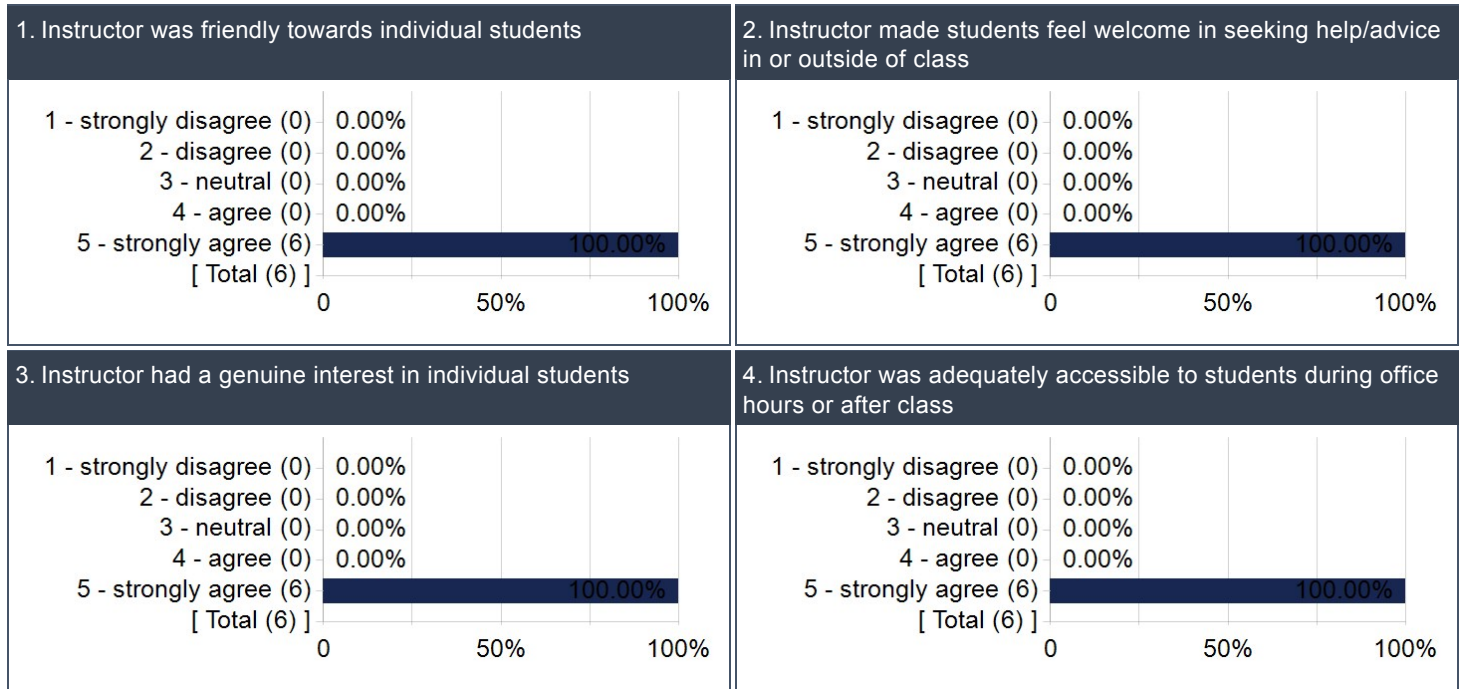 1. Instructor was friendly towards individual students
1 - strongly disagree (0) 0.00%
2 - disagree (0) 0.00%
3 - neutral (0) 0.00%
4 - agree (0) 0.00%
5 - strongly agree (6) 100.00%
[ Total (6) ]
0 50% 100%
2. Instructor made students feel welcome in seeking help/advice
in or outside of class
1 - strongly disagree (0) 0.00%
2 - disagree (0) 0.00%
3 - neutral (0) 0.00%
4 - agree (0) 0.00%
5 - strongly agree (6) 100.00%
[ Total (6) ]
0 50% 100%
3. Instructor had a genuine interest in individual students
1 - strongly disagree (0) 0.00%
2 - disagree (0) 0.00%
3 - neutral (0) 0.00%
4 - agree (0) 0.00%
5 - strongly agree (6) 100.00%
[ Total (6) ]
0 50% 100%
4. Instructor was adequately accessible to students during office
hours or after class
1 - strongly disagree (0) 0.00%
2 - disagree (0) 0.00%
3 - neutral (0) 0.00%
4 - agree (0) 0.00%
5 - strongly agree (6) 100.00%
[ Total (6) ]
0 50% 100%